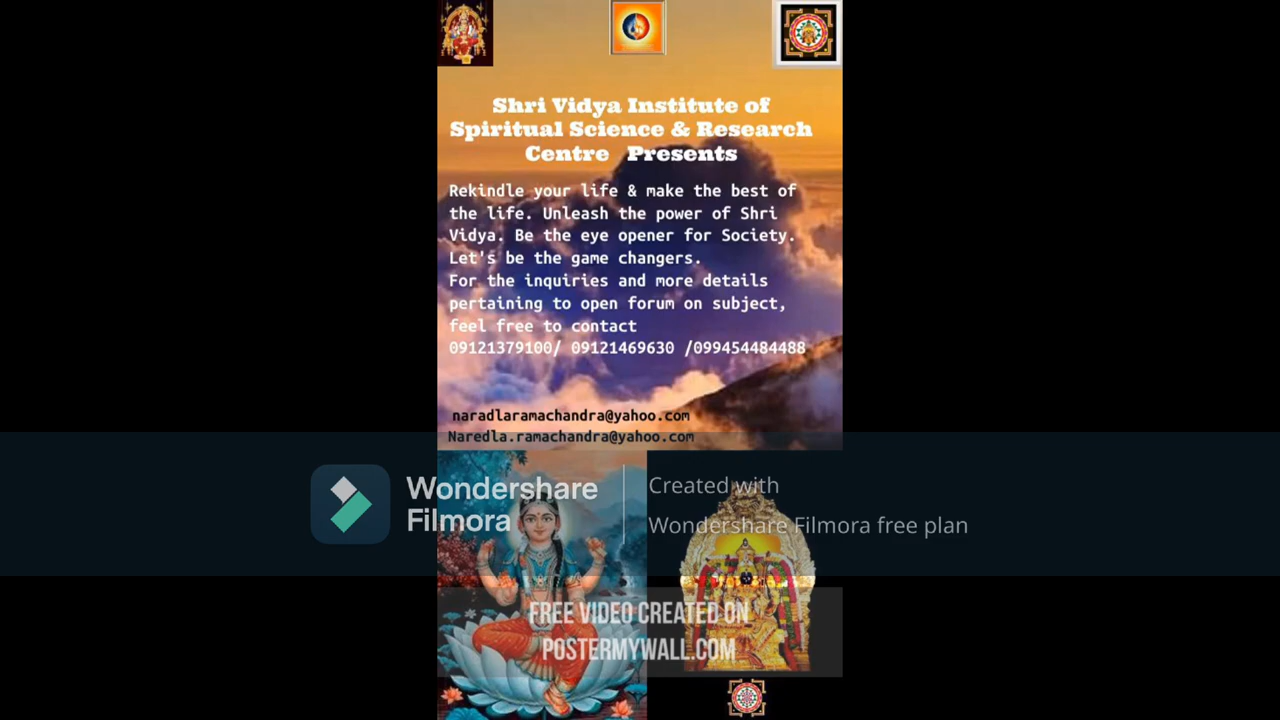 Shri Vidya Institute of
Spiritual Science & Research
Centre Presents
Rekindle your life & make the best of
the life. Unleash the power of Shri
Vidya. Be the eye opener for Society.
Let's be the game changers.
For the inquiries and more details
pertaining to open forum on subject,
feel free to contact
09121379100/ 09121469630 /099454484488
naradlaramachandra@yahoo.com
Naredla.ramachandra@yahoo.com
Wondershare
Filmora
Created with
Wondershare Filmora free plan
FREE VIDEO CREATED ON
POSTERMYWALL.COM